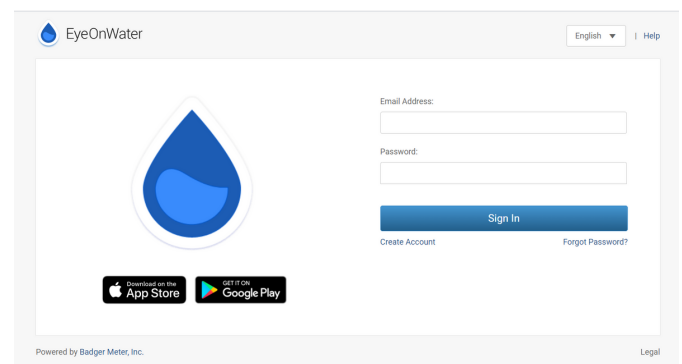 EyeOnWater
English | Help
Email Address:
Password:
Sign In
Create Account
Forgot Password?
Download on the
App Store
GET IT ON
Google Play
Powered by Badger Meter, Inc.
Legal